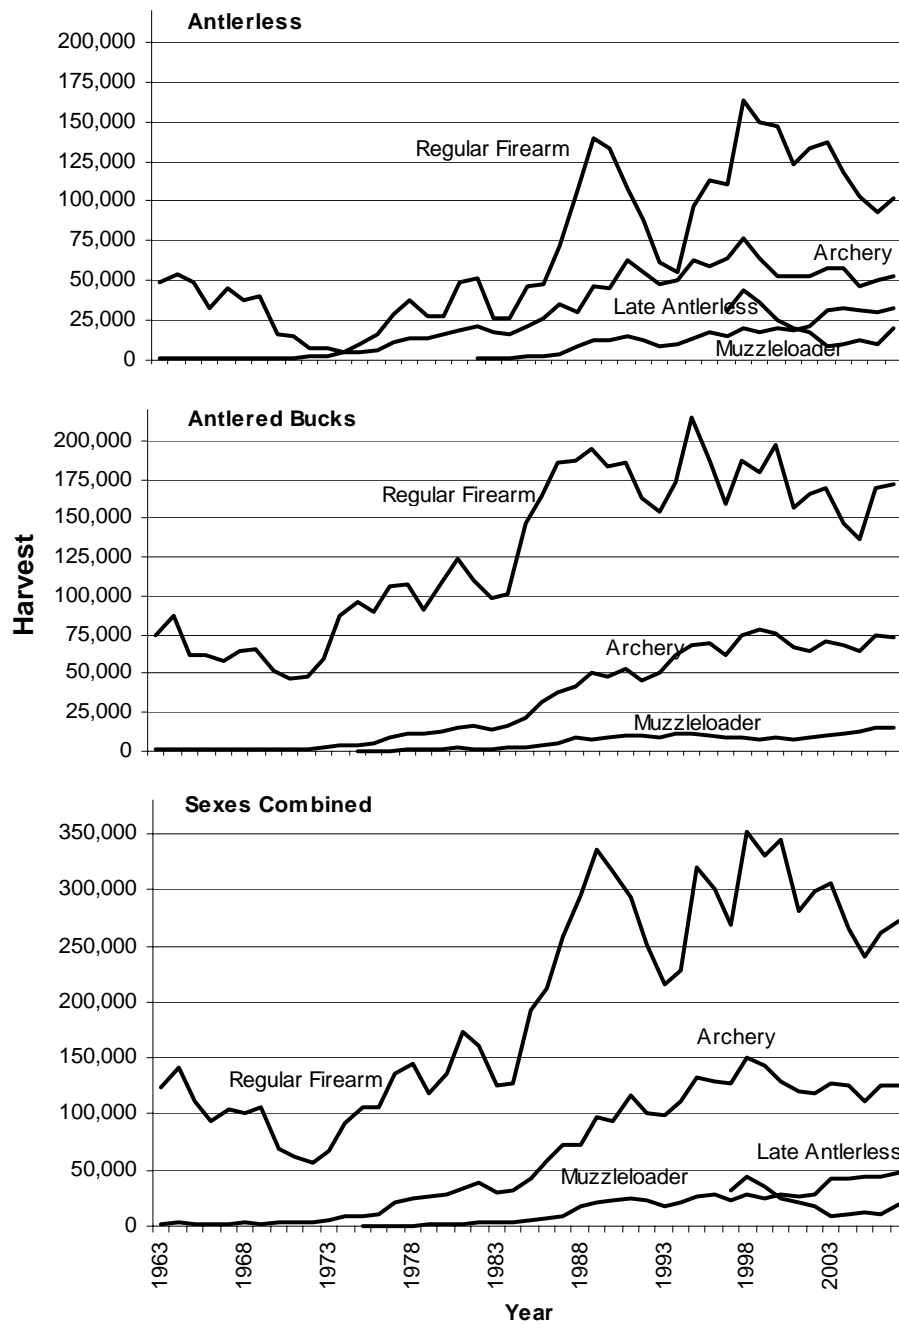 Antlerless
200,000
175,000
150,000
Regular Firearm
125,000
100,000
75,000
Archery
50,000
Late Antlerless
25,000
Muzzleloader
0
Antlered Bucks
200,000
175,000
Regular Firearm
150,000
125,000
100,000
75,000
Archery
50,000
25,000
Muzzleloader
0
Harvest
Sexes Combined
350,000
300,000
250,000
200,000
150,000
Archery
Regular Firearm
100,000
50,000
Late Antlerless
Muzzleloader
0
1963 1968 1973 1978 1983 1988 1993 1998 2003
Year